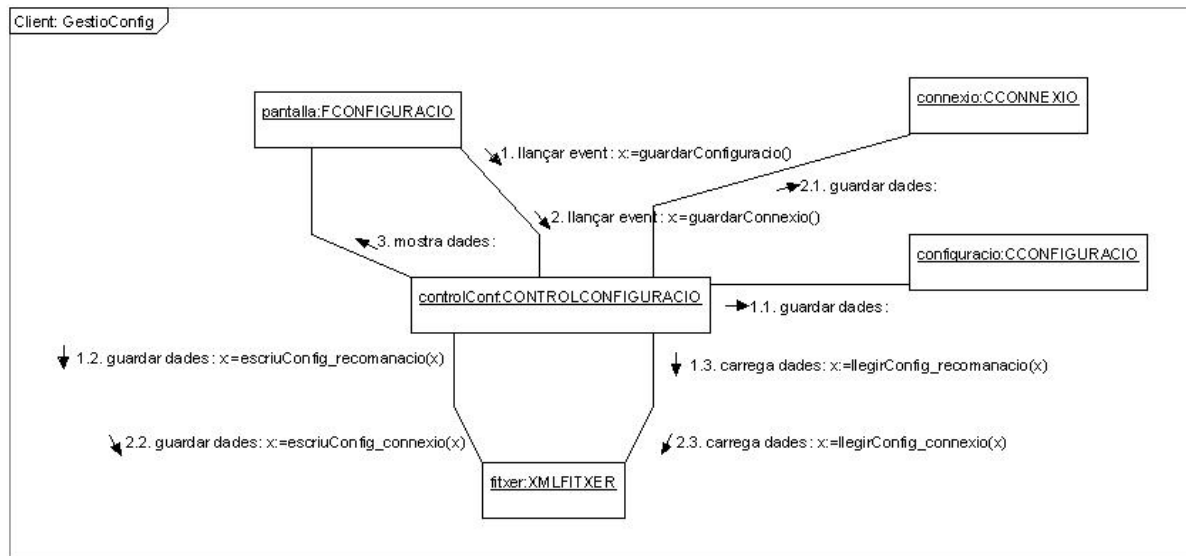 Client: GestioConfig
connexio:CCONNEXIO
pantalla:FCONFIGURACIO
1. llançar event : x:=guardarConfiguracio()
2.1. guardar dades:
2. llançar event : x:=guardarConnexio()
3. mostra dades :
configuracio:CCONFIGURACIO
controlConf:CONTROLCONFIGURACIO
1.1. guardar dades:
1.2. guardar dades: x:=escriuConfig_recomanacio(x)
1.3. carrega dades: x:=llegirConfig_recomanacio(x)
2.2. guardar dades: x:=escriuConfig_connexio(x)
2.3. carrega dades: x:=llegirConfig_connexio(x)
fitxer:XMLFITXER